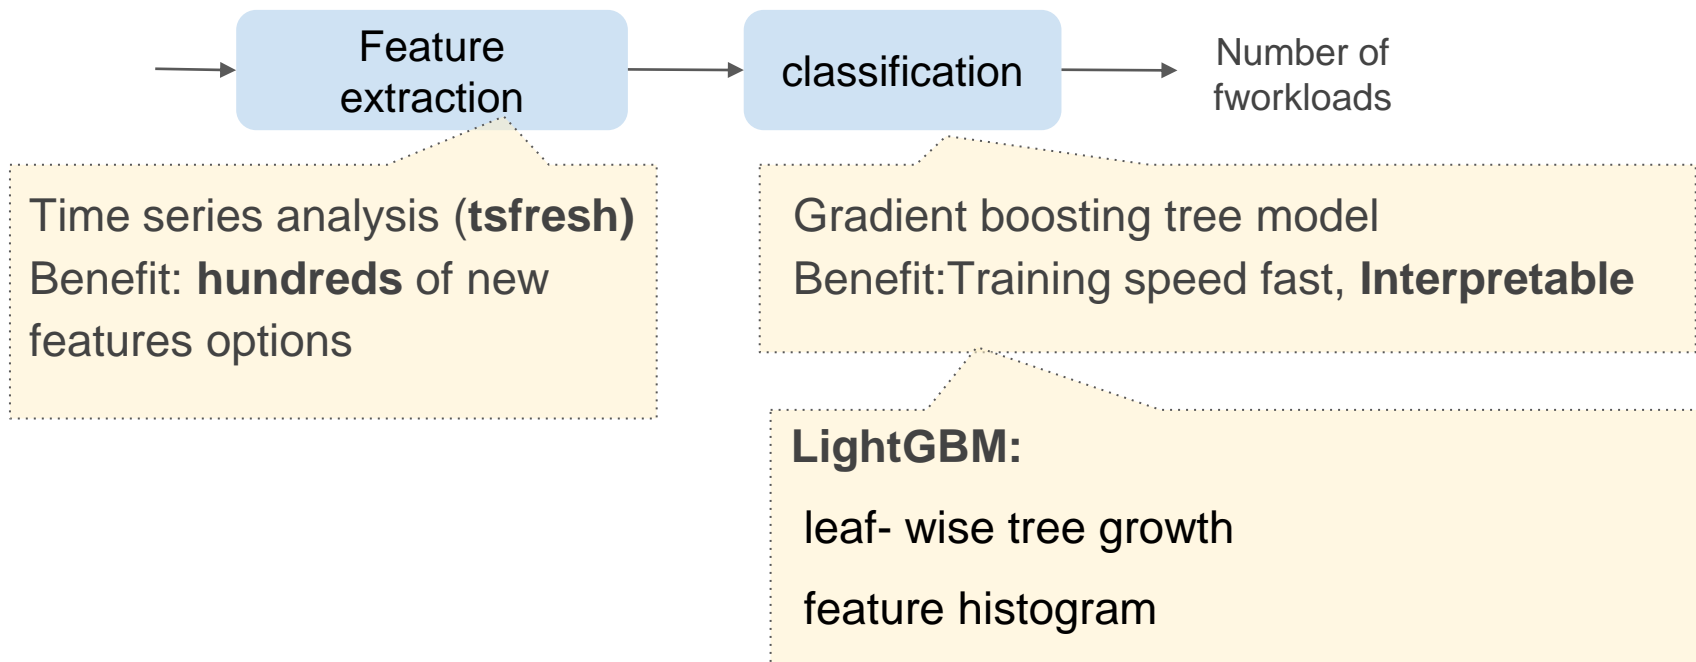 Feature
extraction
classification
Number of
fworkloads
Time series analysis (tsfresh)
Benefit: hundreds of new
features options
Gradient boosting tree model
Benefit:Training speed fast, Interpretable
LightGBM:
leaf- wise tree growth
feature histogram